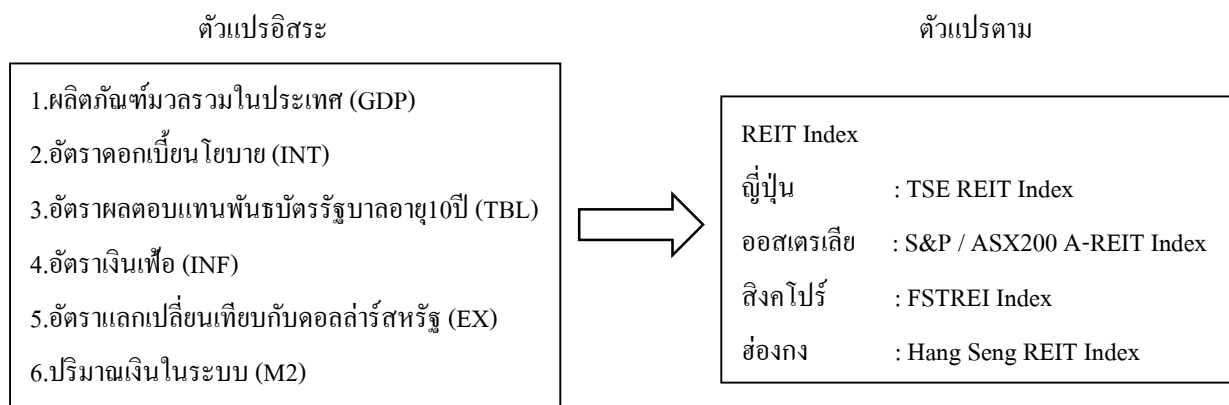 ตัวแปรอิสระ
1.ผลิตภัณฑ์มวลรวมในประเทศ (GDP)
2.อัตราดอกเบี้ยนโยบาย (INT)
3.อัตราผลตอบแทนพันธบัตรรัฐบาลอายุ10ปี (TBL)
4.อัตราเงินเฟ้อ (INF)
5.อัตราแลกเปลี่ยนเทียบกับดอลล่าร์สหรัฐ (EX)
6.ปริมาณเงินในระบบ (M2)
ตัวแปรตาม
REIT Index
ญี่ปุ่น : TSE REIT Index
ออสเตรเลีย : S&P / ASX200 A-REIT Index
สิงคโปร์ : FSTREI Index
ฮ่องกง : Hang Seng REIT Index